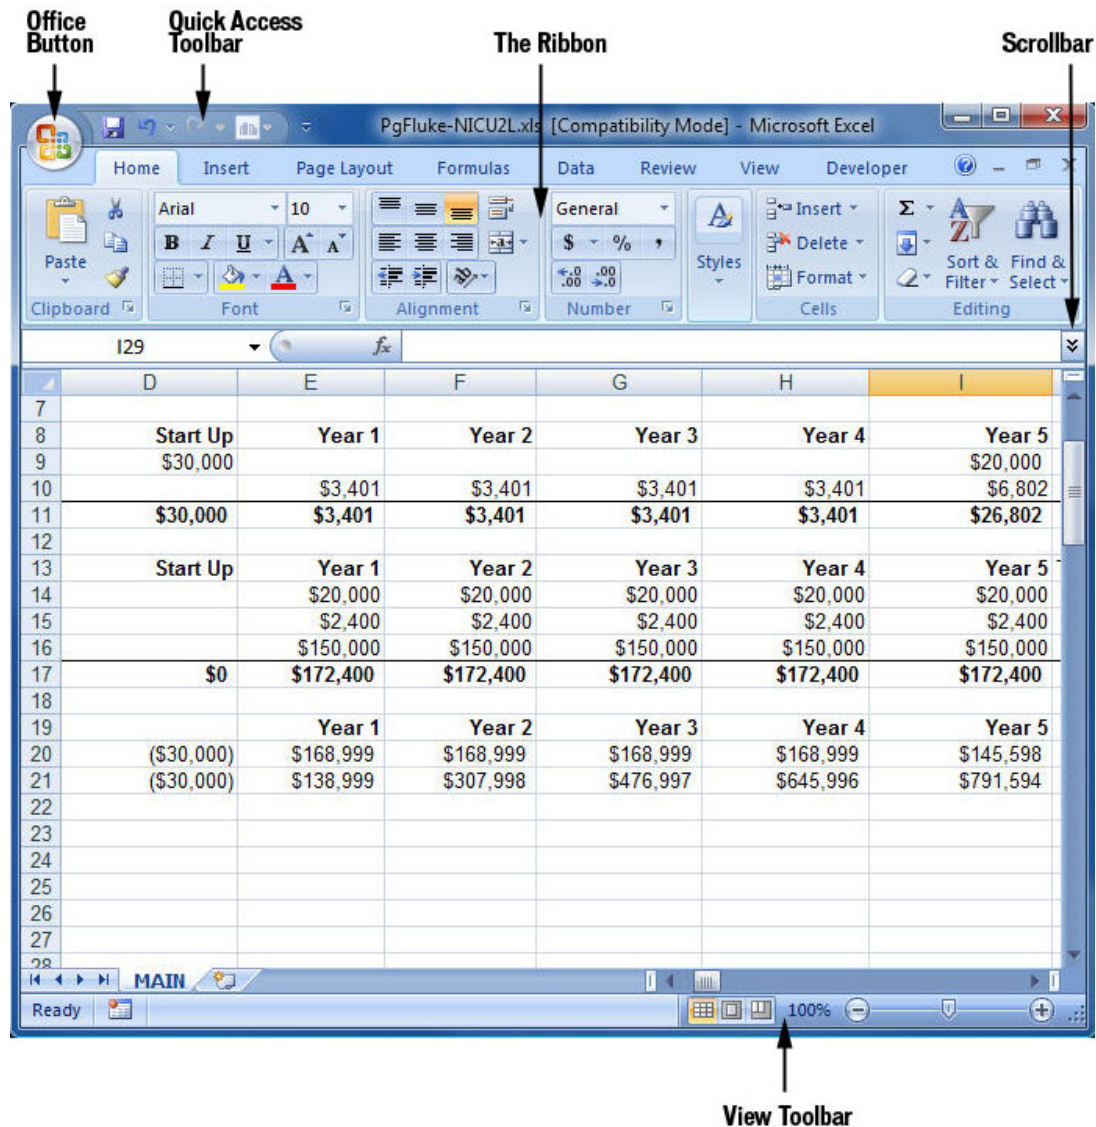 Office Button
Quick Access Toolbar
The Ribbon
Scrollbar
PgFluke-NICU2L.xls [Compatibility Mode] - Microsoft Excel
Home Insert Page Layout Formulas Data Review View Developer
Arial 10 General Insert
Paste B I U A A $ % , Styles Delete Sort & Filter Find & Select
A Format
Clipboard Font Alignment Number Cells Editing
I29 fx
D E F G H I
7
8 Start Up Year 1 Year 2 Year 3 Year 4 Year 5
9 $30,000 $20,000
10 $3,401 $3,401 $3,401 $3,401 $6,802
11 $30,000 $3,401 $3,401 $3,401 $3,401 $26,802
12
13 Start Up Year 1 Year 2 Year 3 Year 4 Year 5
14 $20,000 $20,000 $20,000 $20,000 $20,000
15 $2,400 $2,400 $2,400 $2,400 $2,400
16 $150,000 $150,000 $150,000 $150,000 $150,000
17 $0 $172,400 $172,400 $172,400 $172,400 $172,400
18
19 Year 1 Year 2 Year 3 Year 4 Year 5
20 ($30,000) $168,999 $168,999 $168,999 $168,999 $145,598
21 ($30,000) $138,999 $307,998 $476,997 $645,996 $791,594
22
23
24
25
26
27
28
MAIN
Ready 100%
View Toolbar